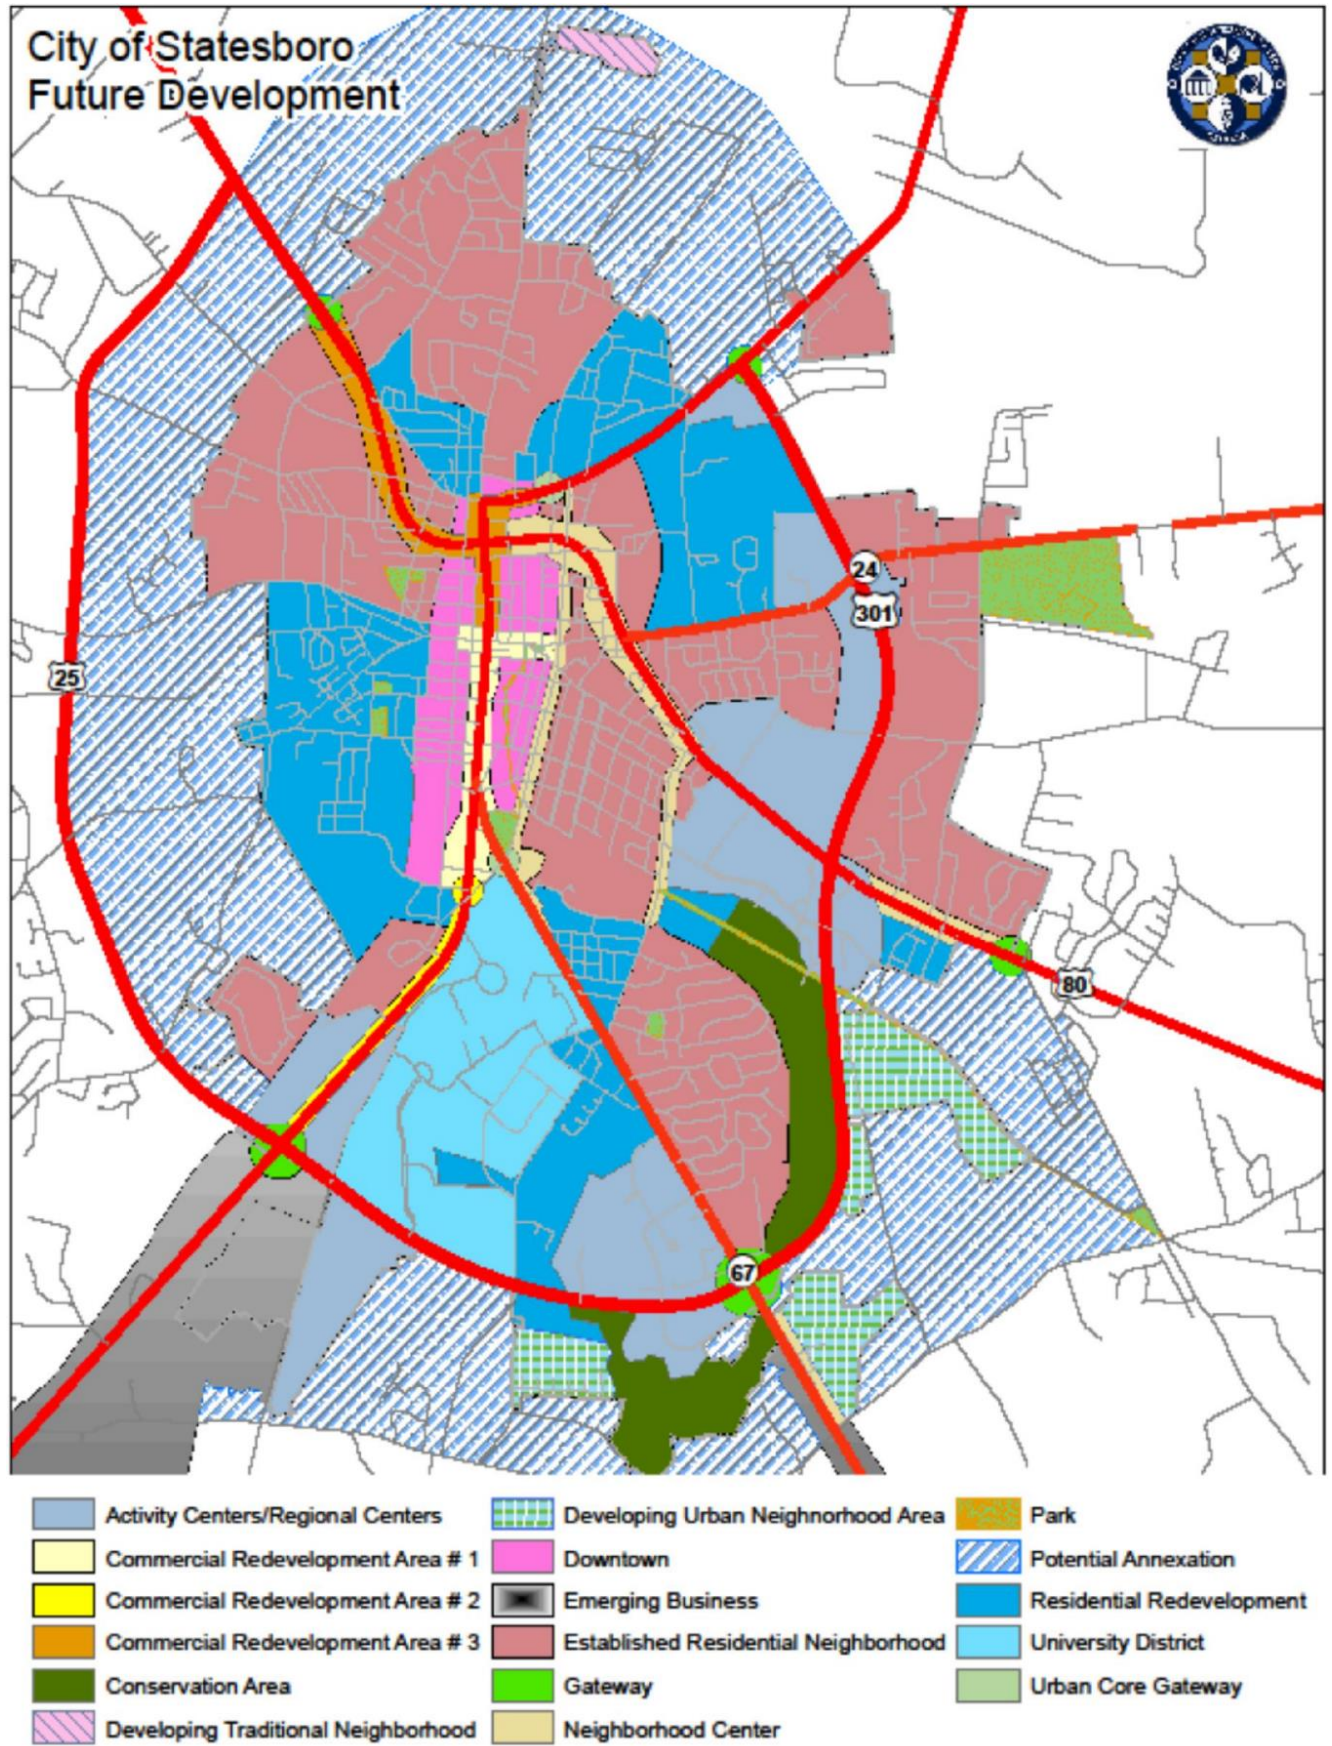 City of Statesboro
Future Development
24
301
25
80
67
Activity Centers/Regional Centers
Commercial Redevelopment Area # 1
Commercial Redevelopment Area # 2
Commercial Redevelopment Area # 3
Conservation Area
Developing Traditional Neighborhood
Developing Urban Neighnorhood Area
Downtown
Emerging Business
Established Residential Neighborhood
Gateway
Neighborhood Center
Park
Potential Annexation
Residential Redevelopment
University District
Urban Core Gateway